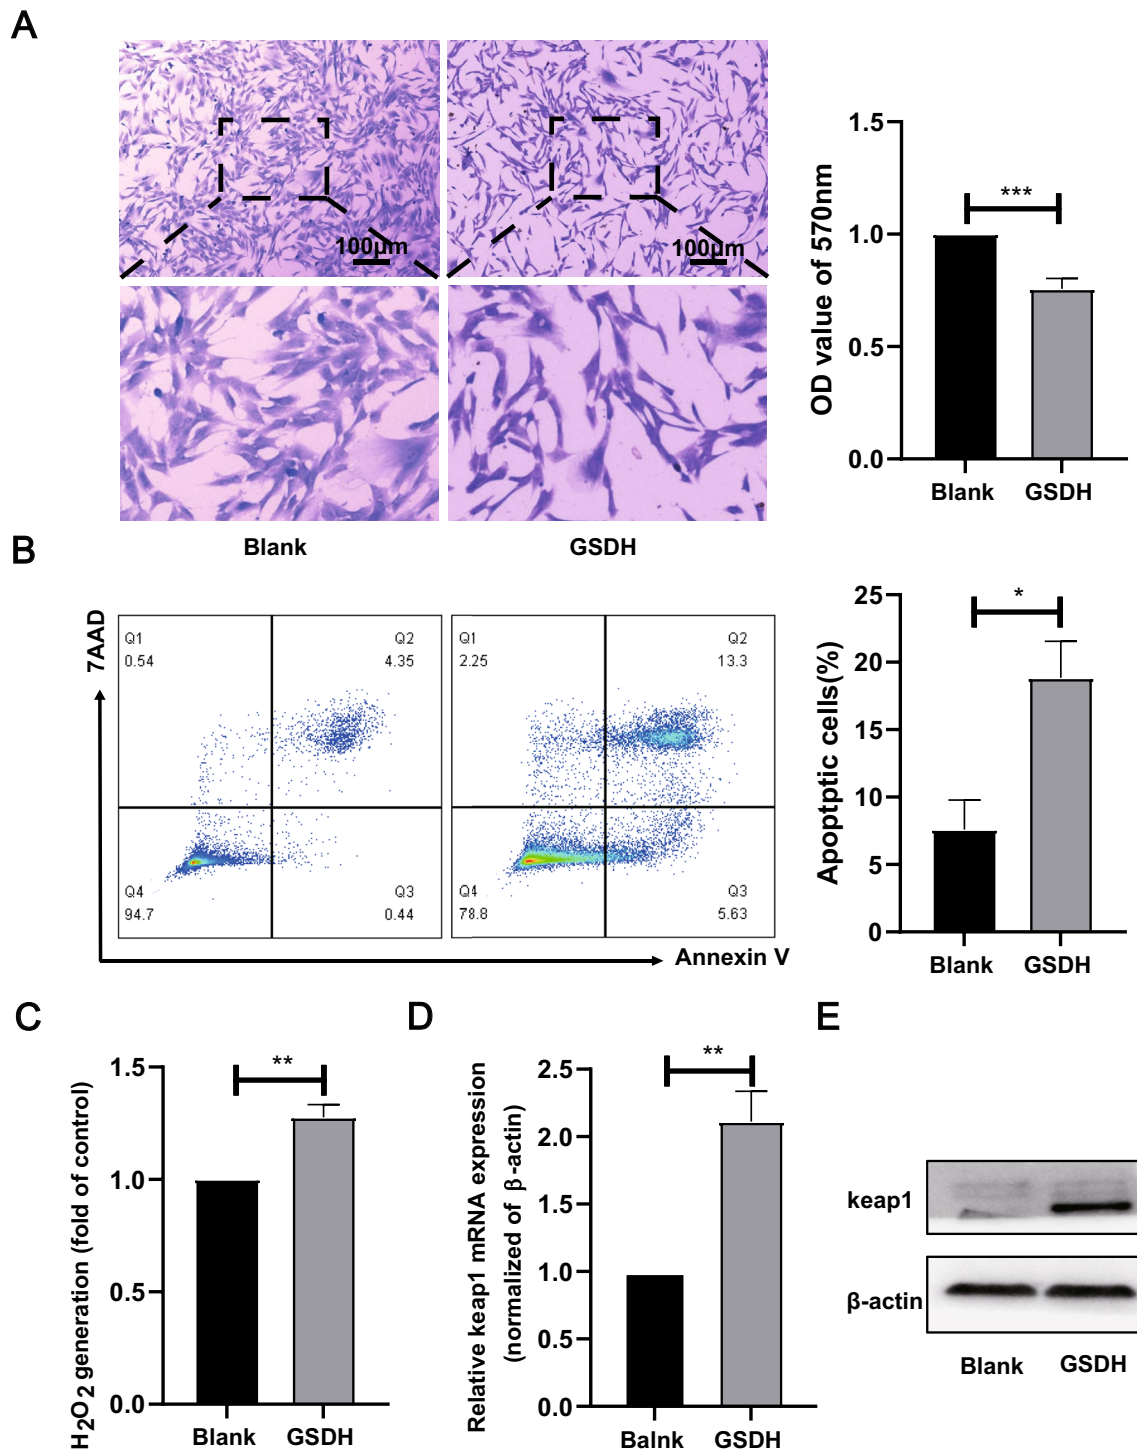 A
100µm
100µm
Blank
GSDH
OD value of 570nm
1.5
1.0
0.5
0.0
***
Blank
GSDH
B
7AAD
Q1
0.54
Q2
4.35
Q4
94.7
Q3
0.44
Q1
2.25
Q2
13.3
Q4
78.8
Q3
5.63
Annexin V
Apoptptic cells(%)
25
20
15
10
5
0
*
Blank
GSDH
C
H2O2 generation (fold of control)
1.5
1.0
0.5
0.0
**
Blank
GSDH
D
Relative keap1 mRNA expression
(normalized of β-actin)
2.5
2.0
1.5
1.0
0.5
0.0
**
Balnk
GSDH
E
keap1
β-actin
Blank
GSDH